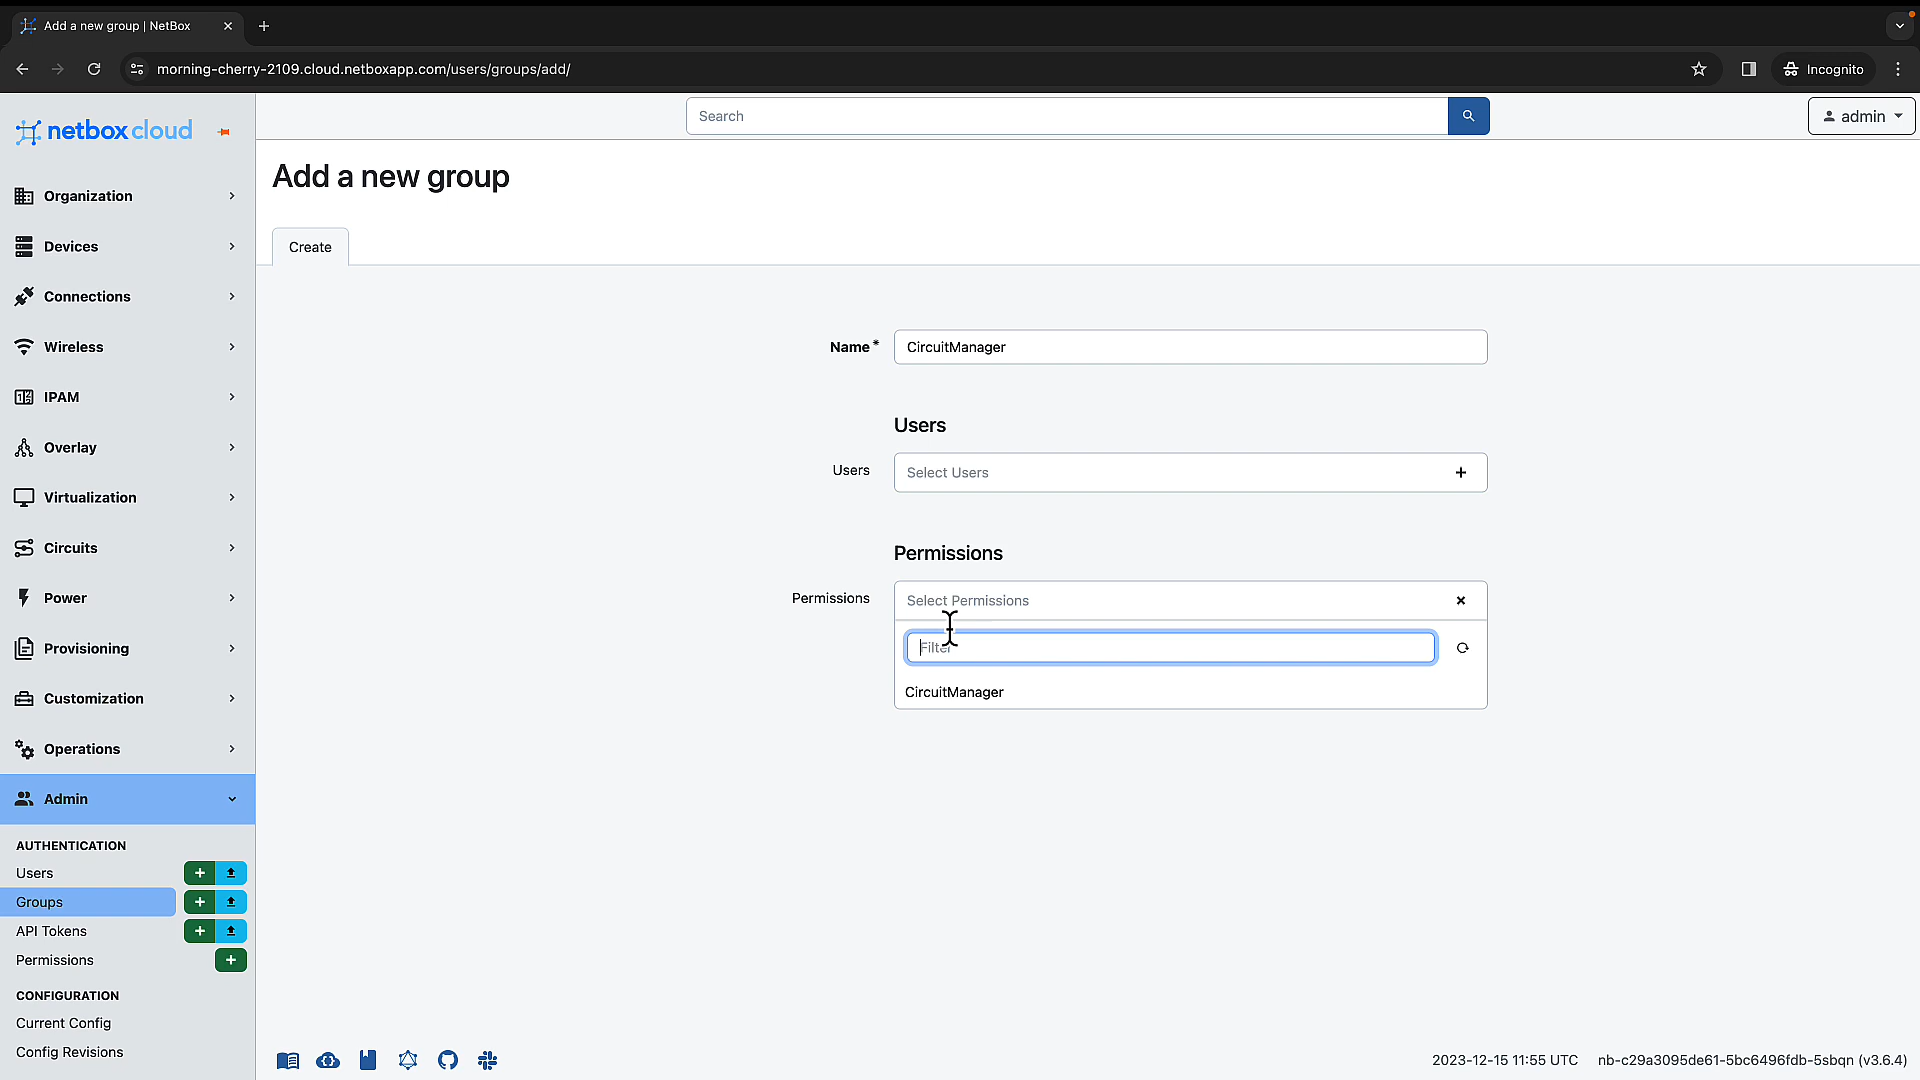 Add a new group | NetBox
morning-cherry-2109.cloud.netboxapp.com/users/groups/add/
Incognito
netbox cloud
Search
admin
Add a new group
Create
Organization
Devices
Connections
Wireless
IPAM
Overlay
Virtualization
Circuits
Power
Provisioning
Customization
Operations
Admin
AUTHENTICATION
Users
Groups
API Tokens
Permissions
CONFIGURATION
Current Config
Config Revisions
Name* CircuitManager
Users
Users Select Users
Permissions
Permissions Select Permissions
Filter
CircuitManager
2023-12-15 11:55 UTC nb-c29a3095de61-5bc6496fdb-5sbqn (v3.6.4)